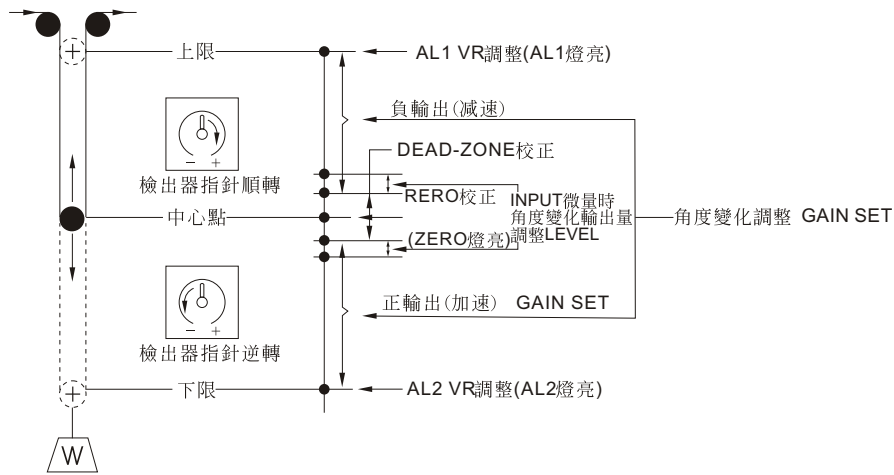 上限
AL1 VR調整(AL1燈亮)
負輸出(减速)
DEAD-ZONE校正
－ ＋
檢出器指針順轉
RERO校正
INPUT微量時
角度變化輸出量
調整LEVEL
中心點
角度變化調整 GAIN SET
(ZERO燈亮)
正輸出(加速) GAIN SET
－ ＋
檢出器指針逆轉
下限
AL2 VR調整(AL2燈亮)
W